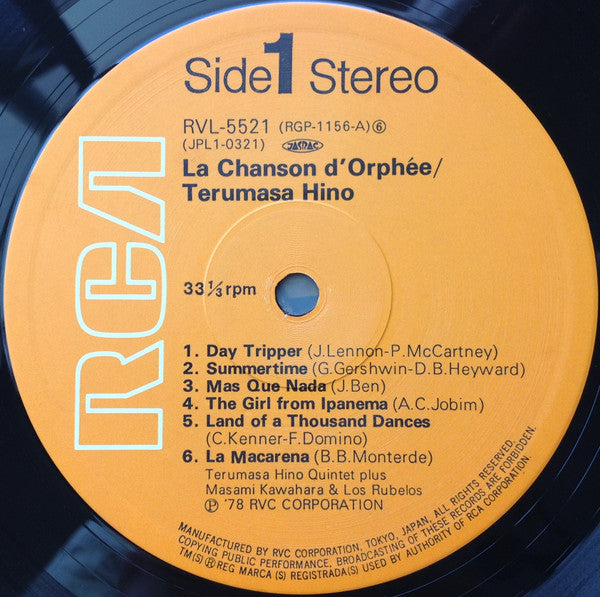 Side 1 Stereo
RVL-5521 (RGP-1156-A)⑥
(JPL1-0321) JASRAC
La Chanson d'Orphée/
Terumasa Hino
RCA
33⅓ rpm
1. Day Tripper (J.Lennon-P.McCartney)
2. Summertime (G.Gershwin-D.B.Heyward)
3. Mas Que Nada (J.Ben)
4. The Girl from Ipanema (A.C.Jobim)
5. Land of a Thousand Dances
(C.Kenner-F.Domino)
6. La Macarena (B.B.Monterde)
Terumasa Hino Quintet plus
Masami Kawahara & Los Rubelos
Ⓟ '78 RVC CORPORATION
MANUFACTURED BY RVC CORPORATION, TOKYO, JAPAN, ALL RIGHTS RESERVED.
COPYING PUBLIC PERFORMANCE, BROADCASTING OF THESE RECORDS ARE FORBIDDEN.
TM(S)® REG MARCA (S) REGISTRADA(S) USED BY AUTHORITY OF RCA CORPORATION.